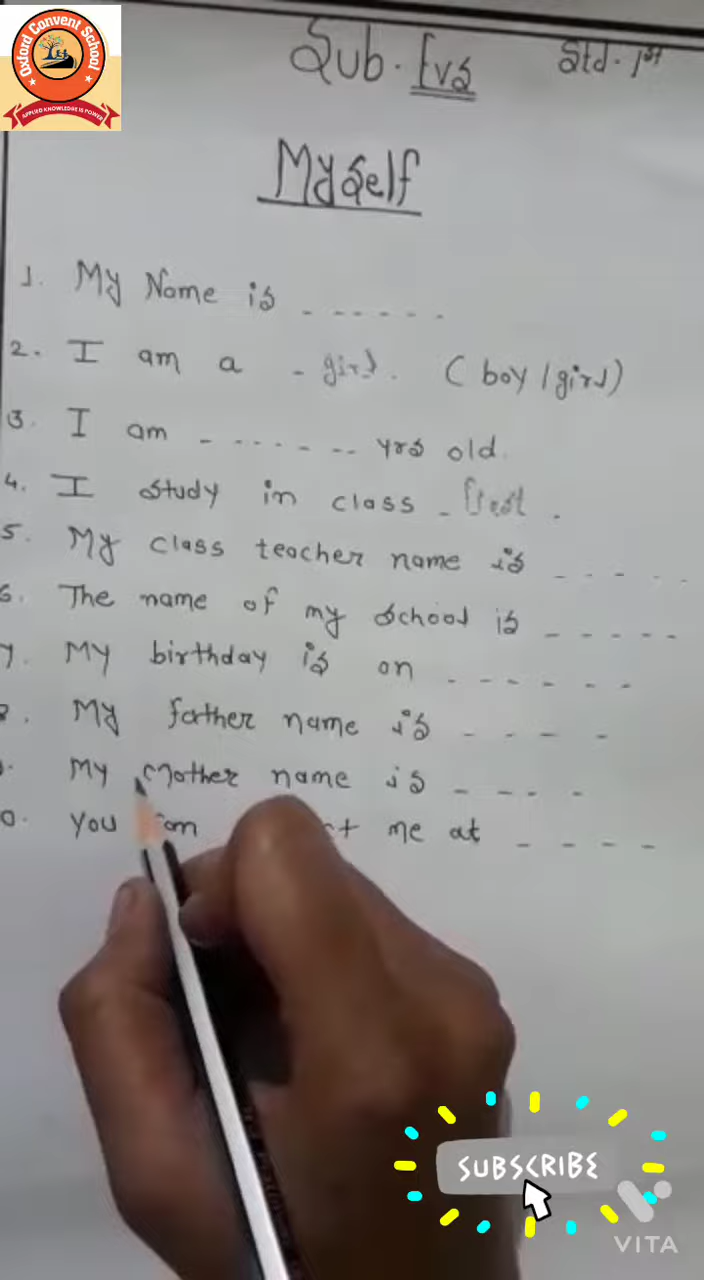 Oxford Convent School
APPLIED KNOWLEDGE IS POWER
Sub. Evs Std. 1st
Myself
1. My Name is ------
2. I am a - girl. (boy/girl)
3. I am ------- yrs old.
4. I study in class - first.
5. My class teacher name is -----
6. The name of my school is -----
7. My birthday is on ------
8. My father name is ----
My Mother name is ----
You me at ----
SUBSCRIBE
VITA